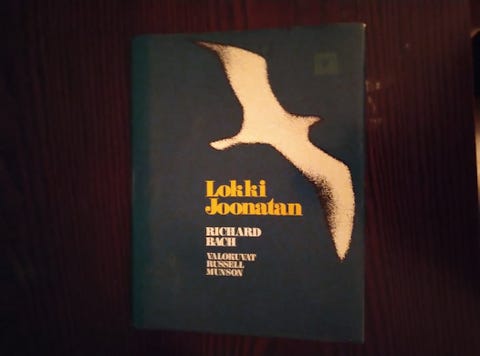 Lokki
Joonatan
RICHARD
BACH
VALOKUVAT
RUSSELL
MUNSON